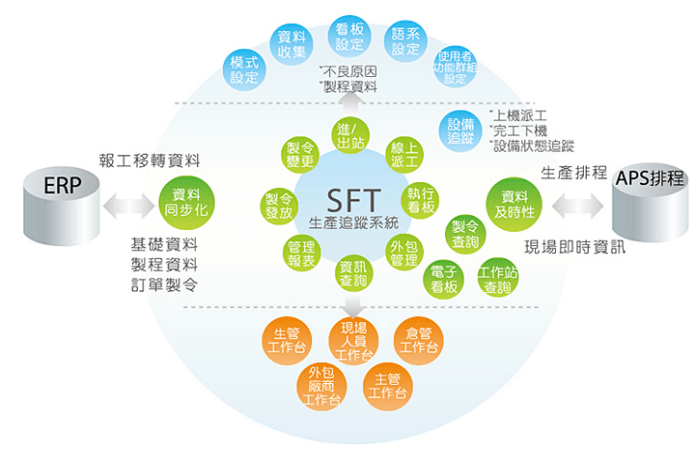 模式
設定
資料
收集
看板
設定
語系
設定
使用者
功能群組
設定
ˇ不良原因
ˇ製程資料
設備
追蹤
ˇ上機派工
ˇ完工下機
ˇ設備狀態追蹤
進/
出站
製令
變更
線上
派工
製令
發放
執行
看板
SFT
生產追蹤系統
管理
報表
外包
管理
資訊
查詢
ERP
報工移轉資料
資料
同步化
基礎資料
製程資料
訂單製令
資料
及時性
生產排程
APS排程
現場即時資訊
製令
查詢
電子
看板
工作站
查詢
生管
工作台
現場
人員
工作台
倉管
工作台
外包
廠商
工作台
主管
工作台